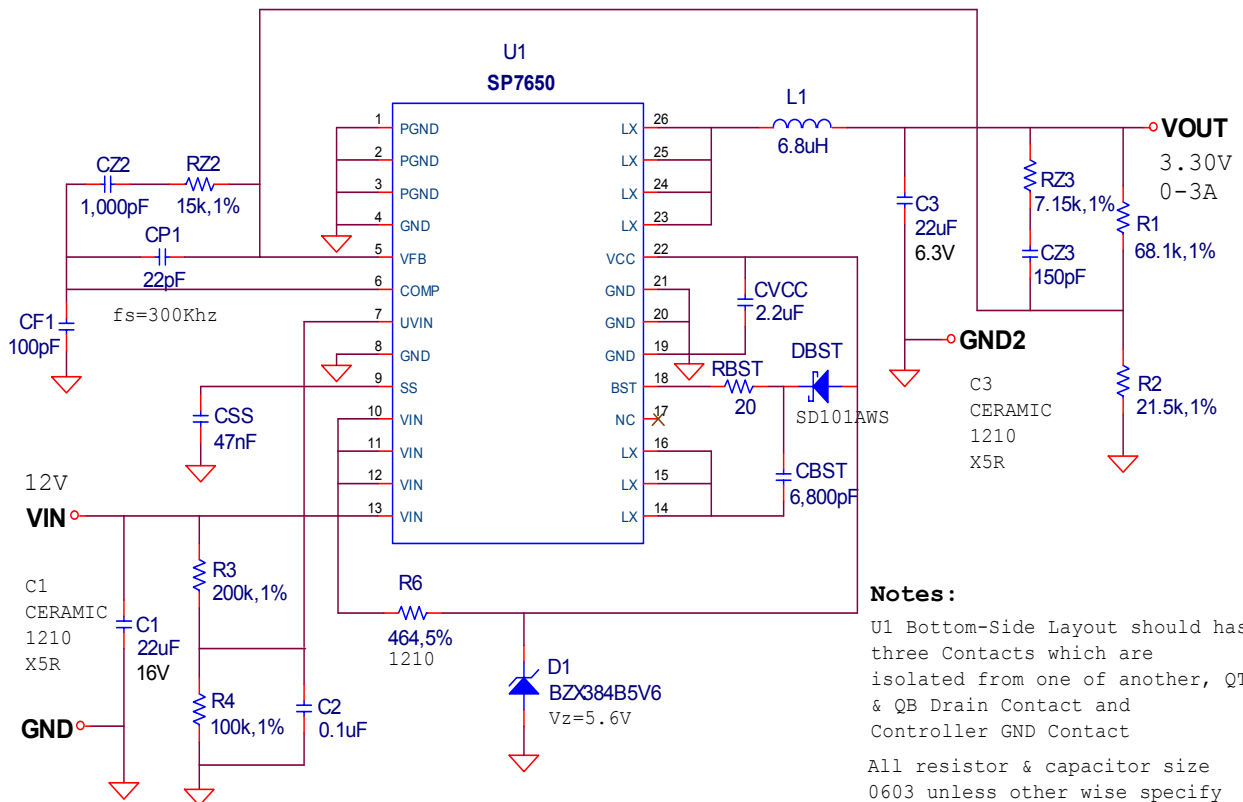 U1
SP7650
1
PGND
2
PGND
3
PGND
4
GND
5
VFB
6
COMP
7
UVIN
8
GND
9
SS
10
VIN
11
VIN
12
VIN
13
VIN
LX
26
LX
25
LX
24
LX
23
VCC
22
GND
21
GND
20
GND
19
BST
18
NC
17
LX
16
LX
15
LX
14
CZ2
1,000pF
RZ2
15k,1%
CP1
22pF
CF1
100pF
fs=300Khz
CSS
47nF
12V
VIN
C1
CERAMIC
1210
X5R
C1
22uF
16V
GND
R3
200k,1%
R4
100k,1%
C2
0.1uF
R6
464,5%
1210
D1
BZX384B5V6
Vz=5.6V
L1
6.8uH
CVCC
2.2uF
RBST
20
DBST
SD101AWS
CBST
6,800pF
C3
22uF
6.3V
RZ3
7.15k,1%
CZ3
150pF
R1
68.1k,1%
VOUT
3.30V
0-3A
GND2
R2
21.5k,1%
C3
CERAMIC
1210
X5R
Notes:
U1 Bottom-Side Layout should has
three Contacts which are
isolated from one of another, QT
& QB Drain Contact and
Controller GND Contact
All resistor & capacitor size
0603 unless other wise specify